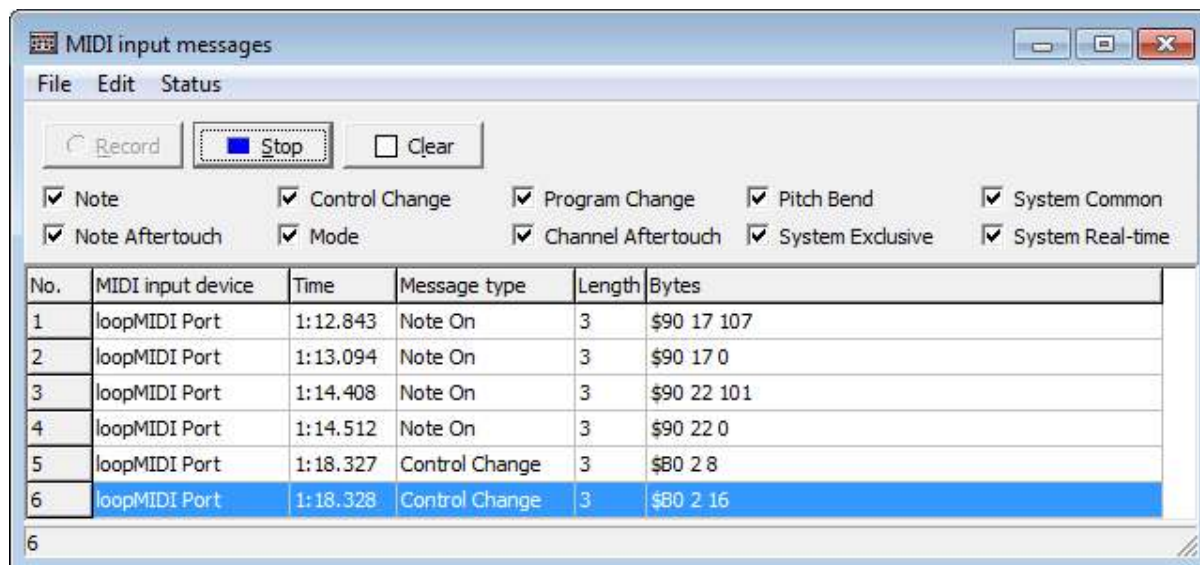 MIDI input messages
File Edit Status
Record Stop Clear
Note Control Change Program Change Pitch Bend System Common
Note Aftertouch Mode Channel Aftertouch System Exclusive System Real-time
No. MIDI input device Time Message type Length Bytes
1 loopMIDI Port 1:12.843 Note On 3 $90 17 107
2 loopMIDI Port 1:13.094 Note On 3 $90 17 0
3 loopMIDI Port 1:14.408 Note On 3 $90 22 101
4 loopMIDI Port 1:14.512 Note On 3 $90 22 0
5 loopMIDI Port 1:18.327 Control Change 3 $B0 2 8
6 loopMIDI Port 1:18.328 Control Change 3 $B0 2 16
6